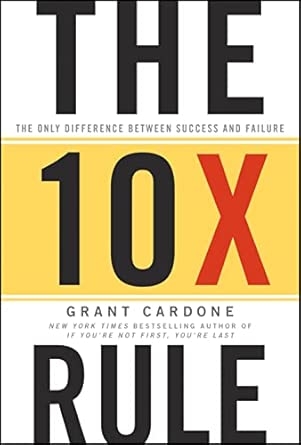 THE
THE ONLY DIFFERENCE BETWEEN SUCCESS AND FAILURE
10X
GRANT CARDONE
NEW YORK TIMES BESTSELLING AUTHOR OF
IF YOU'RE NOT FIRST, YOU'RE LAST
RULE